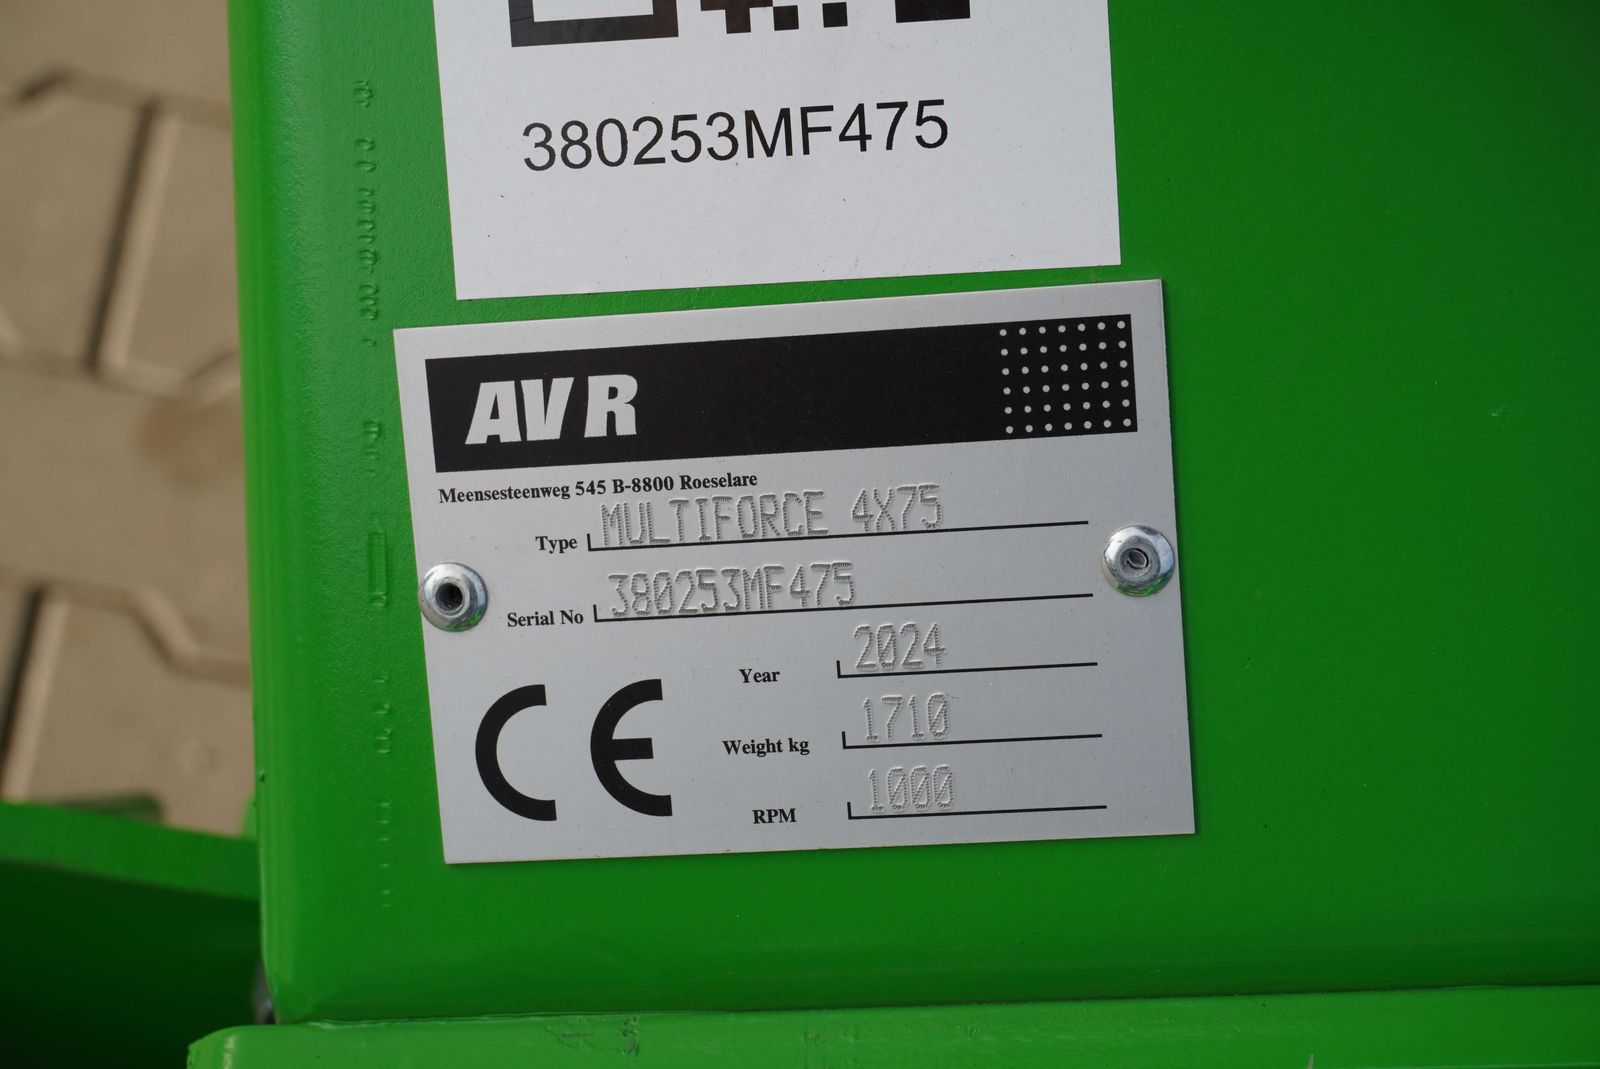 380253MF475
AVR
Meensesteenweg 545 B-8800 Roeselare
Type MULTIFORCE 4X75
Serial No 380253MF475
Year 2024
Weight kg 1710
RPM 1000
CE